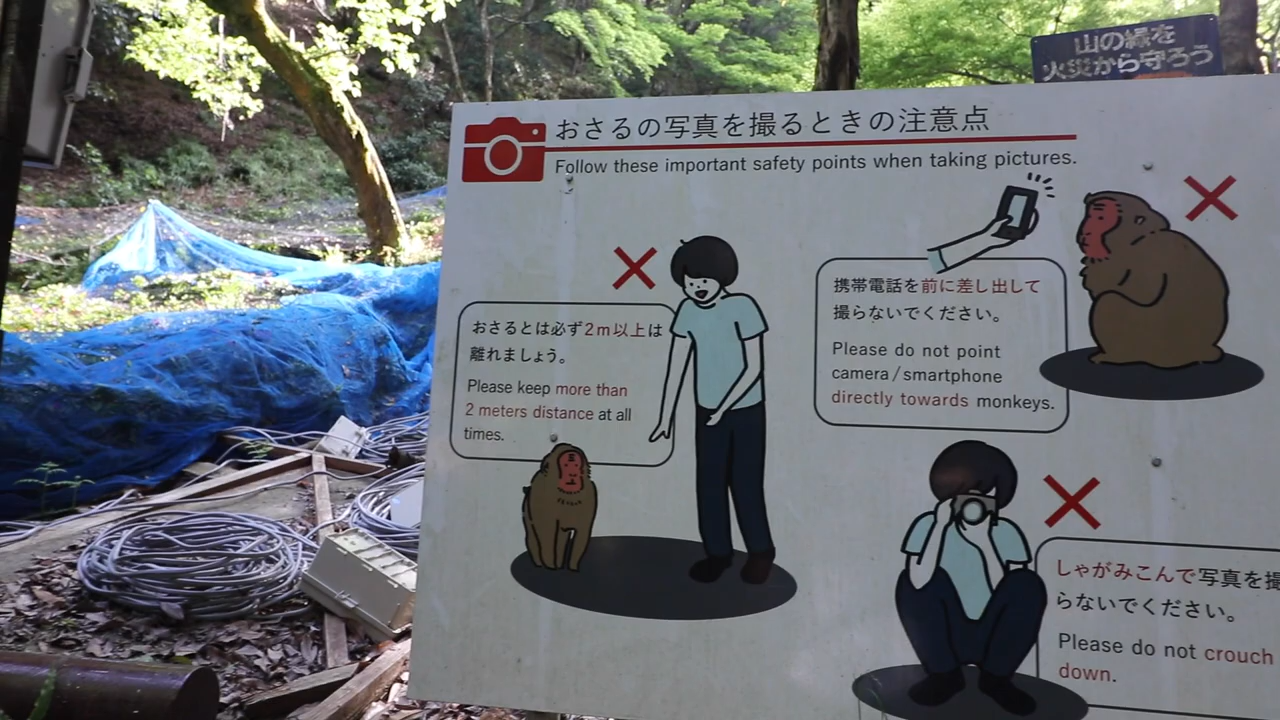 山の緑を
火災から守ろう
おさるの写真を撮るときの注意点
Follow these important safety points when taking pictures.
おさるとは必ず2m以上は
離れましょう。
Please keep more than
2 meters distance at all
times.
携帯電話を前に差し出して
撮らないでください。
Please do not point
camera/smartphone
directly towards monkeys.
しゃがみこんで写真を撮
らないでください。
Please do not crouch
down.